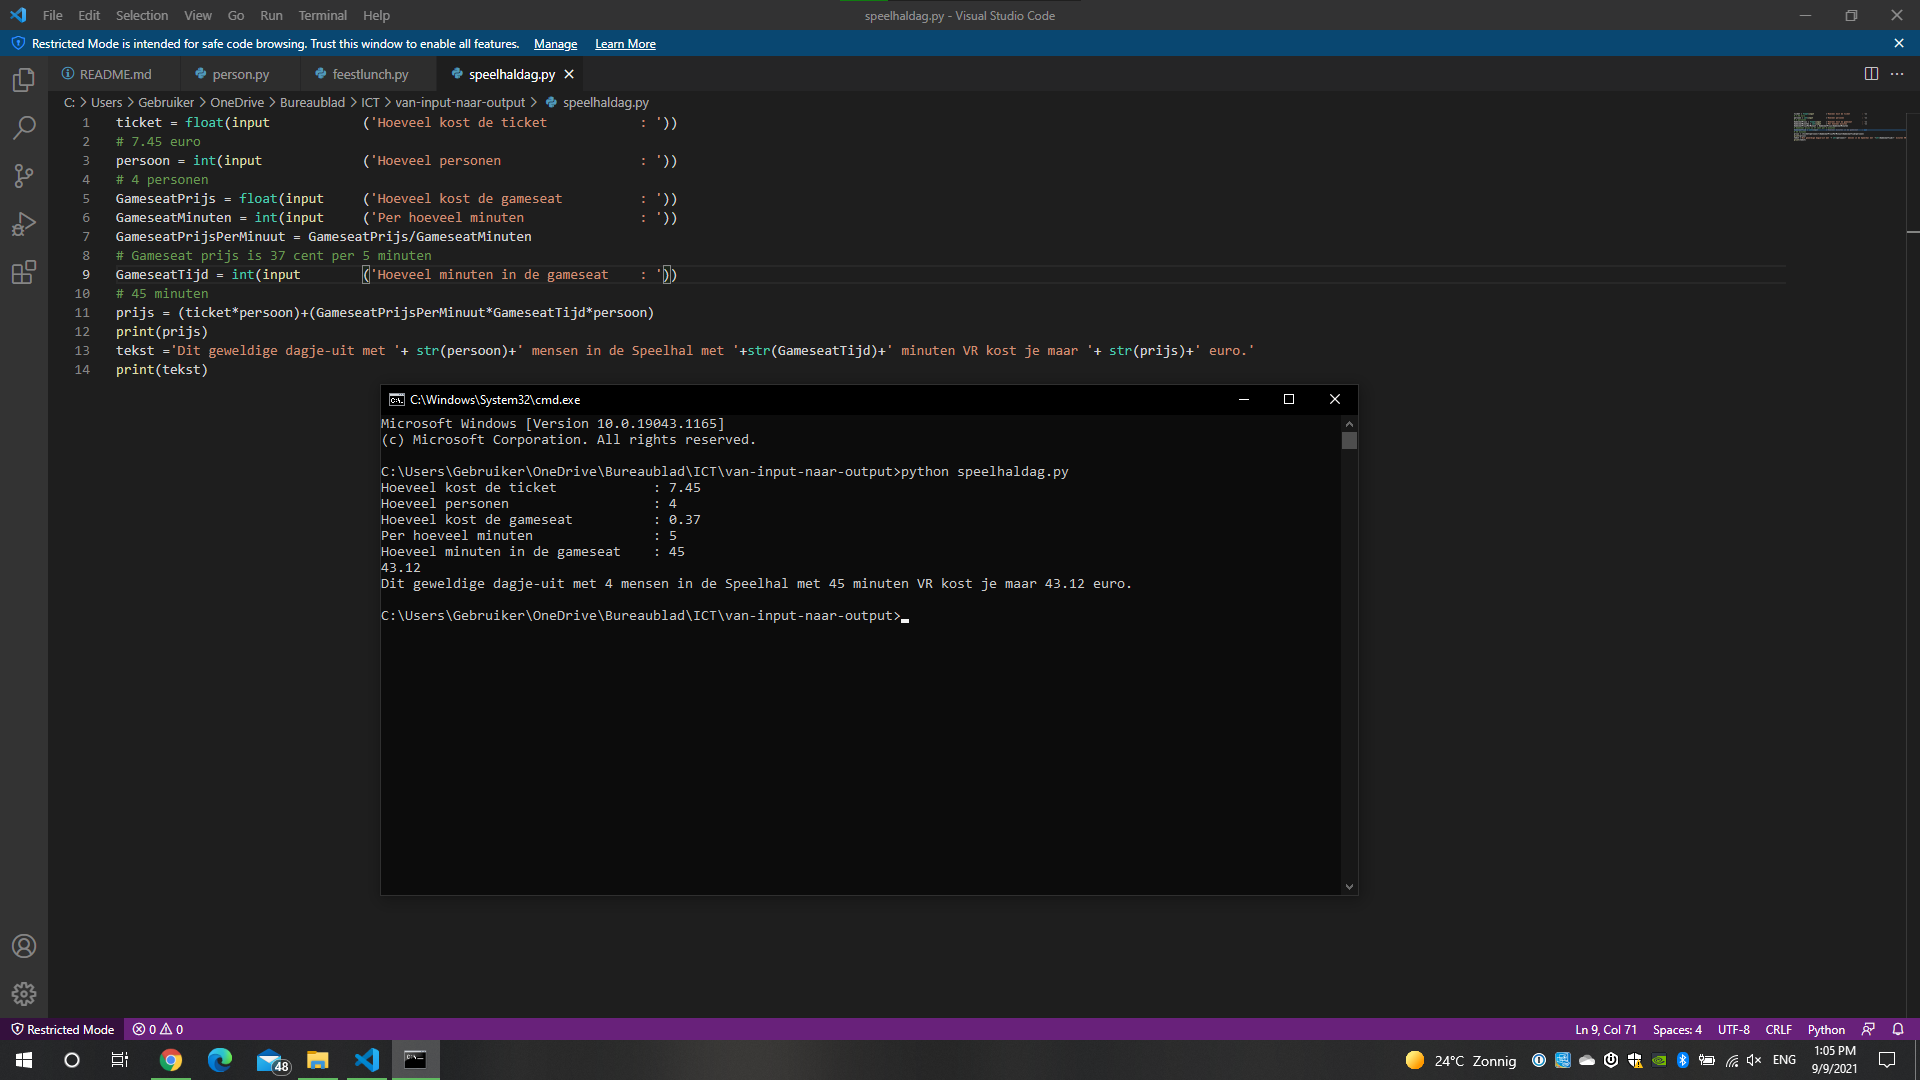 File Edit Selection View Go Run Terminal Help
speelhaldag.py - Visual Studio Code
Restricted Mode is intended for safe code browsing. Trust this window to enable all features. Manage Learn More
README.md person.py feestlunch.py speelhaldag.py
C: > Users > Gebruiker > OneDrive > Bureaublad > ICT > van-input-naar-output > speelhaldag.py
1 ticket = float(input ('Hoeveel kost de ticket : '))
2 # 7.45 euro
3 persoon = int(input ('Hoeveel personen : '))
4 # 4 personen
5 GameseatPrijs = float(input ('Hoeveel kost de gameseat : '))
6 GameseatMinuten = int(input ('Per hoeveel minuten : '))
7 GameseatPrijsPerMinuut = GameseatPrijs/GameseatMinuten
8 # Gameseat prijs is 37 cent per 5 minuten
9 GameseatTijd = int(input ('Hoeveel minuten in de gameseat : '))
10 # 45 minuten
11 prijs = (ticket*persoon)+(GameseatPrijsPerMinuut*GameseatTijd*persoon)
12 print(prijs)
13 tekst ='Dit geweldige dagje-uit met '+ str(persoon)+' mensen in de Speelhal met '+str(GameseatTijd)+' minuten VR kost je maar '+ str(prijs)+' euro.'
14 print(tekst)
C:\Windows\System32\cmd.exe
Microsoft Windows [Version 10.0.19043.1165]
(c) Microsoft Corporation. All rights reserved.
C:\Users\Gebruiker\OneDrive\Bureaublad\ICT\van-input-naar-output>python speelhaldag.py
Hoeveel kost de ticket : 7.45
Hoeveel personen : 4
Hoeveel kost de gameseat : 0.37
Per hoeveel minuten : 5
Hoeveel minuten in de gameseat : 45
43.12
Dit geweldige dagje-uit met 4 mensen in de Speelhal met 45 minuten VR kost je maar 43.12 euro.
C:\Users\Gebruiker\OneDrive\Bureaublad\ICT\van-input-naar-output>
Restricted Mode 0 0
Ln 9, Col 71 Spaces: 4 UTF-8 CRLF Python
48
24°C Zonnig ENG
1:05 PM
9/9/2021